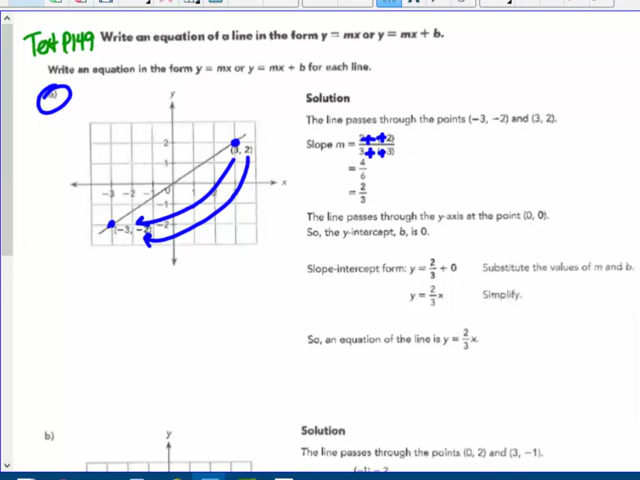 Text P149 Write an equation of a line in the form y = mx or y = mx + b.
Write an equation in the form y = mx or y = mx + b for each line.
a)
y
2
1
(3, 2)
-3 -2 -1 0
x
-1
-2
(-3, -2)
Solution
The line passes through the points (-3, -2) and (3, 2).
Slope m =
= 4/6
= 2/3
The line passes through the y-axis at the point (0, 0).
So, the y-intercept, b, is 0.
Slope-intercept form: y = 2/3 + 0 Substitute the values of m and b.
y = 2/3 x Simplify.
So, an equation of the line is y = 2/3 x.
b)
y
Solution
The line passes through the points (0, 2) and (3, -1).